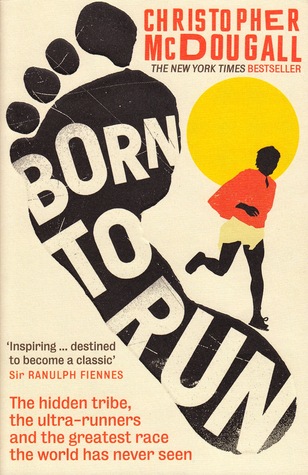 CHRISTOPHER
McDOUGALL
THE NEW YORK TIMES BESTSELLER
BORN
TO
RUN
‘Inspiring ... destined
to become a classic’
Sir RANULPH FIENNES
The hidden tribe,
the ultra-runners
and the greatest race
the world has never seen